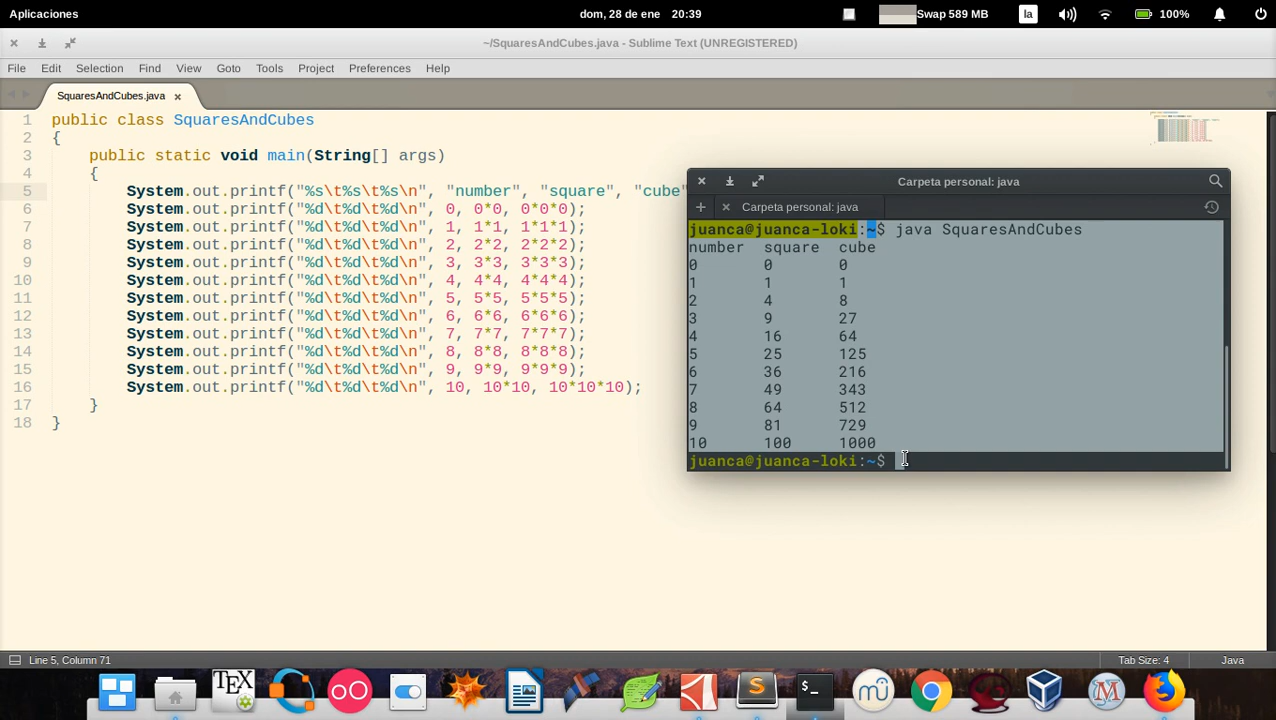 Aplicaciones
dom, 28 de ene 20:39
Swap 589 MB
la
100%
~/SquaresAndCubes.java - Sublime Text (UNREGISTERED)
File Edit Selection Find View Goto Tools Project Preferences Help
SquaresAndCubes.java
1 public class SquaresAndCubes
2 {
3 public static void main(String[] args)
4 {
5 System.out.printf("%s\t%s\t%s\n", "number", "square", "cube"
6 System.out.printf("%d\t%d\t%d\n", 0, 0*0, 0*0*0);
7 System.out.printf("%d\t%d\t%d\n", 1, 1*1, 1*1*1);
8 System.out.printf("%d\t%d\t%d\n", 2, 2*2, 2*2*2);
9 System.out.printf("%d\t%d\t%d\n", 3, 3*3, 3*3*3);
10 System.out.printf("%d\t%d\t%d\n", 4, 4*4, 4*4*4);
11 System.out.printf("%d\t%d\t%d\n", 5, 5*5, 5*5*5);
12 System.out.printf("%d\t%d\t%d\n", 6, 6*6, 6*6*6);
13 System.out.printf("%d\t%d\t%d\n", 7, 7*7, 7*7*7);
14 System.out.printf("%d\t%d\t%d\n", 8, 8*8, 8*8*8);
15 System.out.printf("%d\t%d\t%d\n", 9, 9*9, 9*9*9);
16 System.out.printf("%d\t%d\t%d\n", 10, 10*10, 10*10*10);
17 }
18 }
Carpeta personal: java
Carpeta personal: java
juanca@juanca-loki:~$ java SquaresAndCubes
number square cube
0 0 0
1 1 1
2 4 8
3 9 27
4 16 64
5 25 125
6 36 216
7 49 343
8 64 512
9 81 729
10 100 1000
juanca@juanca-loki:~$
Line 5, Column 71
Tab Size: 4
Java
TEX
S
>_
mu
M